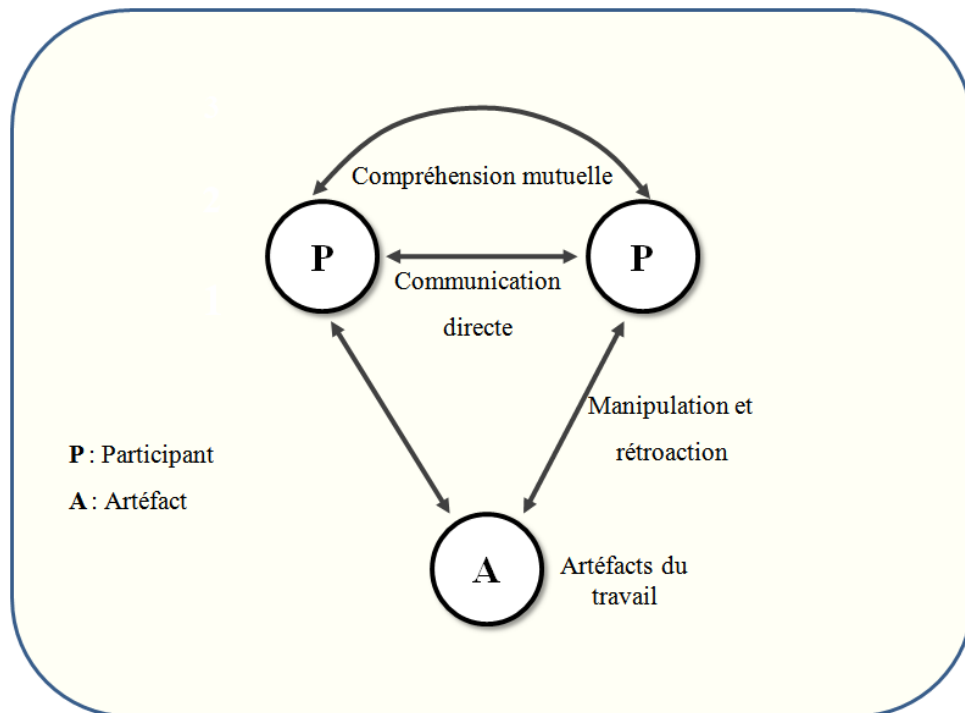 Compréhension mutuelle
P
P
Communication
directe
Manipulation et
rétroaction
P : Participant
A : Artéfact
A
Artéfacts du
travail